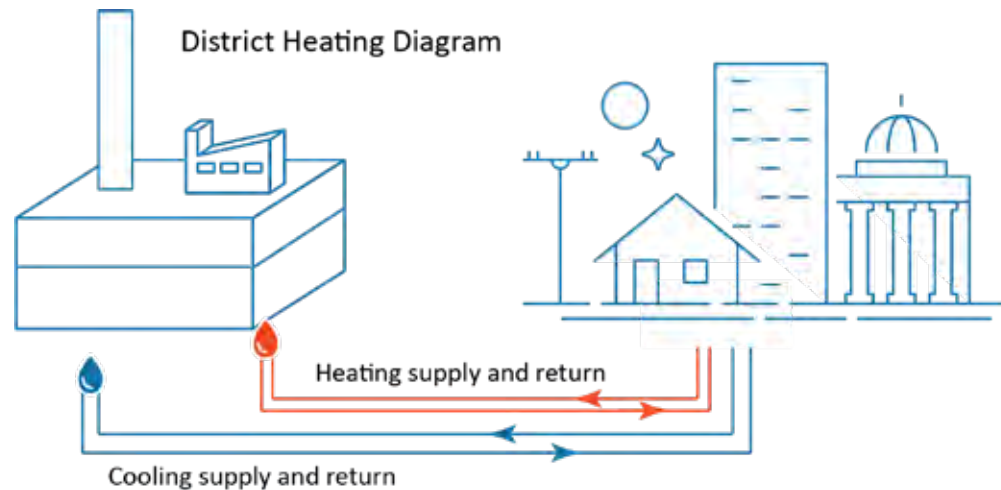 District Heating Diagram
Heating supply and return
Cooling supply and return